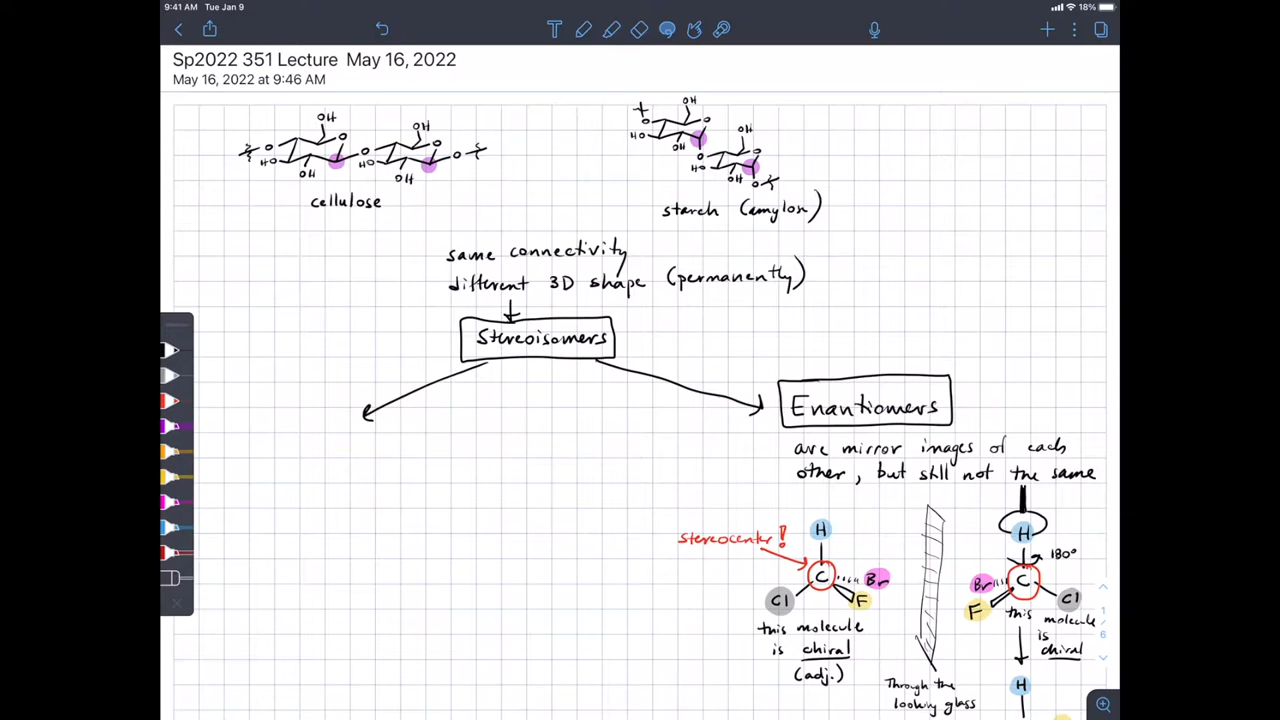 9:41 AM Tue Jan 9
18%
Sp2022 351 Lecture May 16, 2022
May 16, 2022 at 9:46 AM
OH
OH
O
O
O
O
O
HO
HO
OH
OH
cellulose
OH
O
O
HO
OH
OH
O
O
HO
OH
O
starch (amylose)
same connectivity
different 3D shape (permanently)
Stereoisomers
Enantiomers
are mirror images of each
other, but still not the same
stereocenter!
H
C
Br
F
Cl
this molecule
is chiral
(adj.)
Through the
looking glass
H
180°
Br
C
F
Cl
this molecule
is
chiral
H
1
/
6